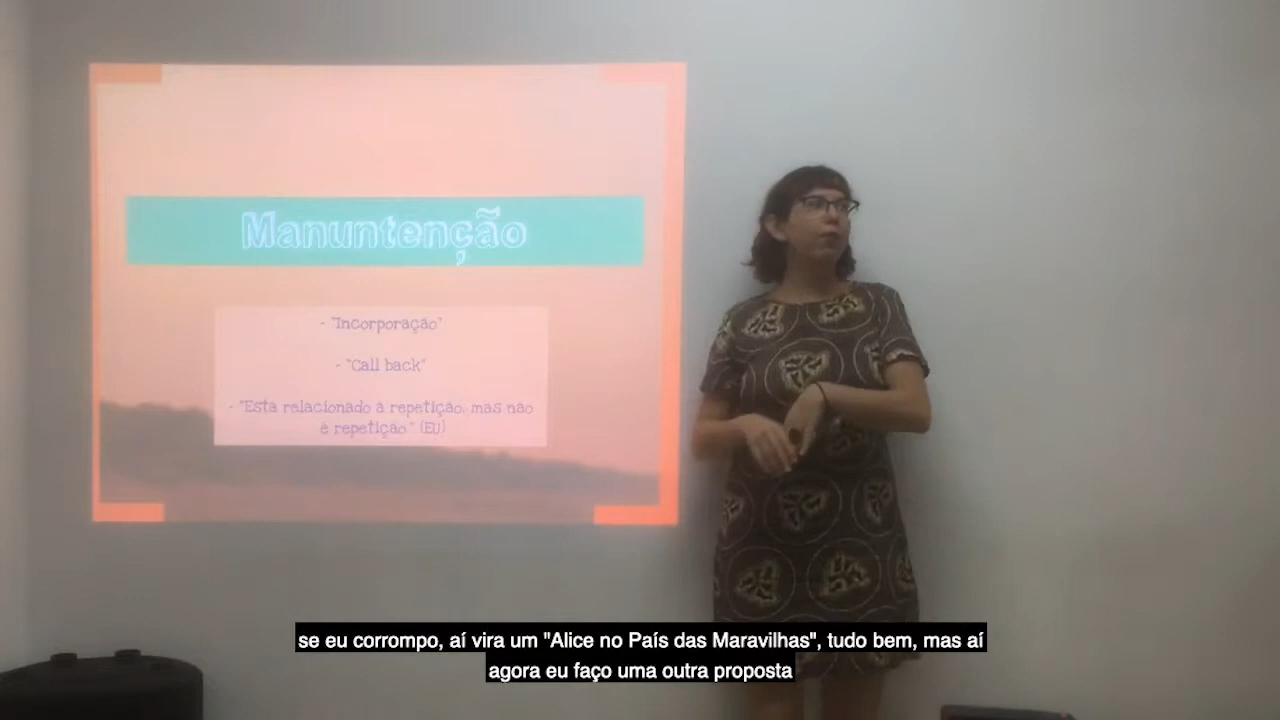 Manuntenção
- "Incorporação"
- "Call back"
- "Está relacionado à repetição, mas não
é repetição." (EU)
se eu corrompo, aí vira um "Alice no País das Maravilhas", tudo bem, mas aí
agora eu faço uma outra proposta